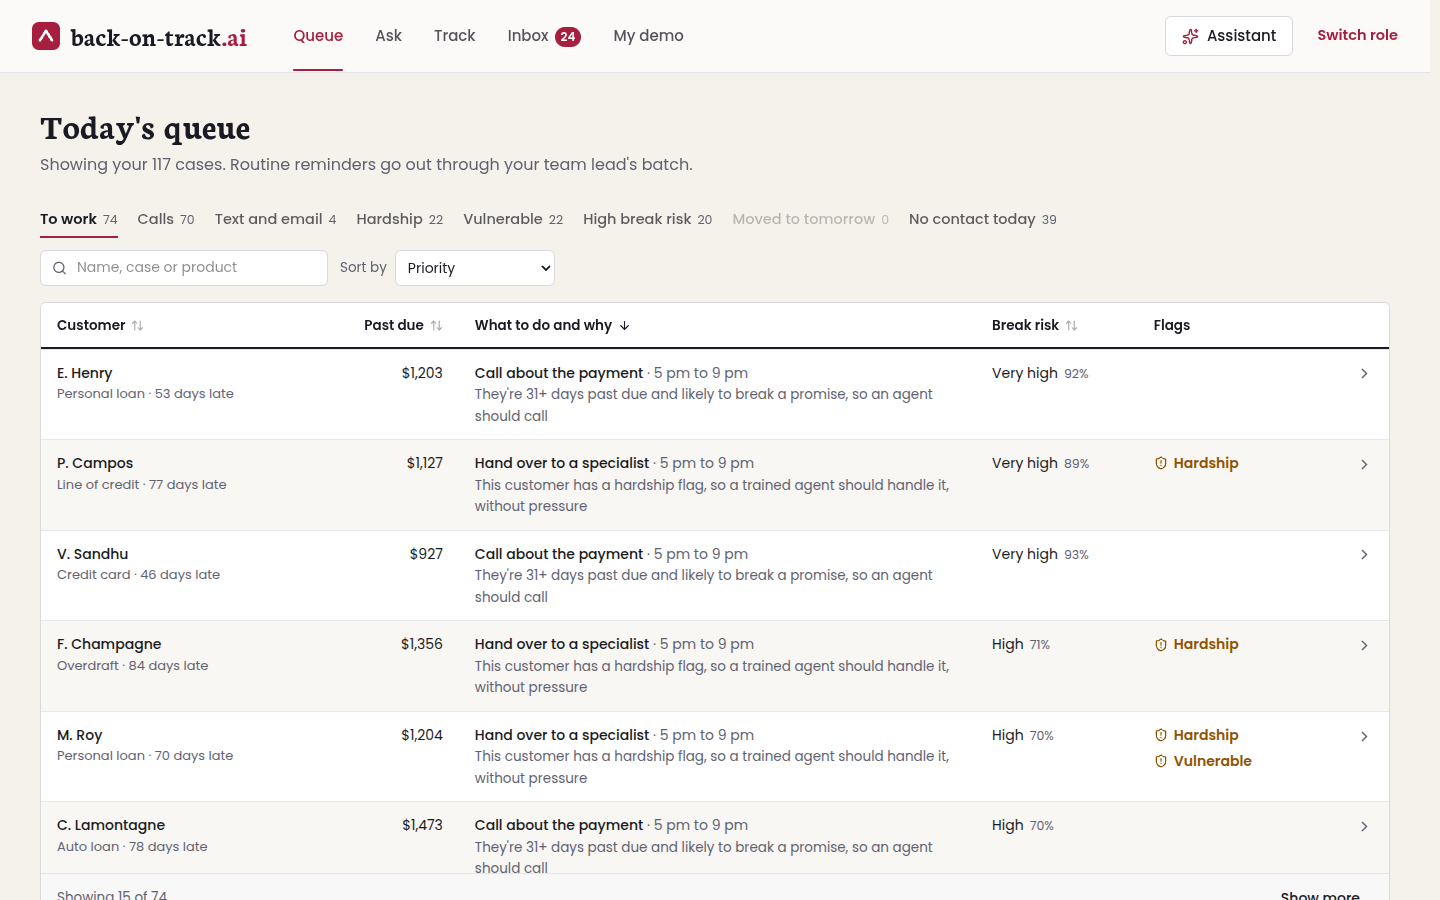 back-on-track.ai
Queue
Ask
Track
Inbox 24
My demo
Assistant
Switch role
Today's queue
Showing your 117 cases. Routine reminders go out through your team lead's batch.
To work 74
Calls 70
Text and email 4
Hardship 22
Vulnerable 22
High break risk 20
Moved to tomorrow 0
No contact today 39
Name, case or product
Sort by
Priority
Customer
Past due
What to do and why
Break risk
Flags
E. Henry
Personal loan · 53 days late
$1,203
Call about the payment · 5 pm to 9 pm
They're 31+ days past due and likely to break a promise, so an agent
should call
Very high 92%
P. Campos
Line of credit · 77 days late
$1,127
Hand over to a specialist · 5 pm to 9 pm
This customer has a hardship flag, so a trained agent should handle it,
without pressure
Very high 89%
Hardship
V. Sandhu
Credit card · 46 days late
$927
Call about the payment · 5 pm to 9 pm
They're 31+ days past due and likely to break a promise, so an agent
should call
Very high 93%
F. Champagne
Overdraft · 84 days late
$1,356
Hand over to a specialist · 5 pm to 9 pm
This customer has a hardship flag, so a trained agent should handle it,
without pressure
High 71%
Hardship
M. Roy
Personal loan · 70 days late
$1,204
Hand over to a specialist · 5 pm to 9 pm
This customer has a hardship flag, so a trained agent should handle it,
without pressure
High 70%
Hardship
Vulnerable
C. Lamontagne
Auto loan · 78 days late
$1,473
Call about the payment · 5 pm to 9 pm
They're 31+ days past due and likely to break a promise, so an agent
should call
High 70%
Showing 15 of 74
Show more